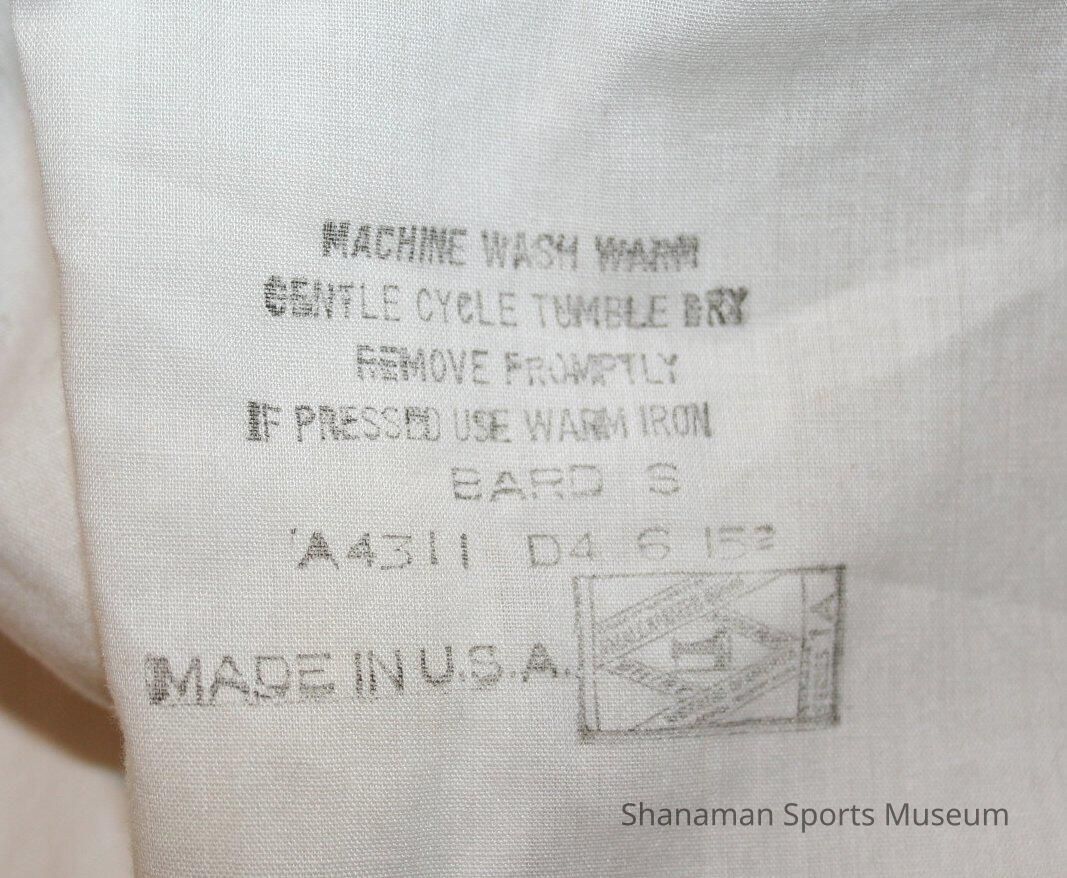 MACHINE WASH WARM
GENTLE CYCLE TUMBLE DRY
REMOVE PROMPTLY
IF PRESSED USE WARM IRON
BARD S
A4311 D4 6
MADE IN U.S.A.
Shanaman Sports Museum